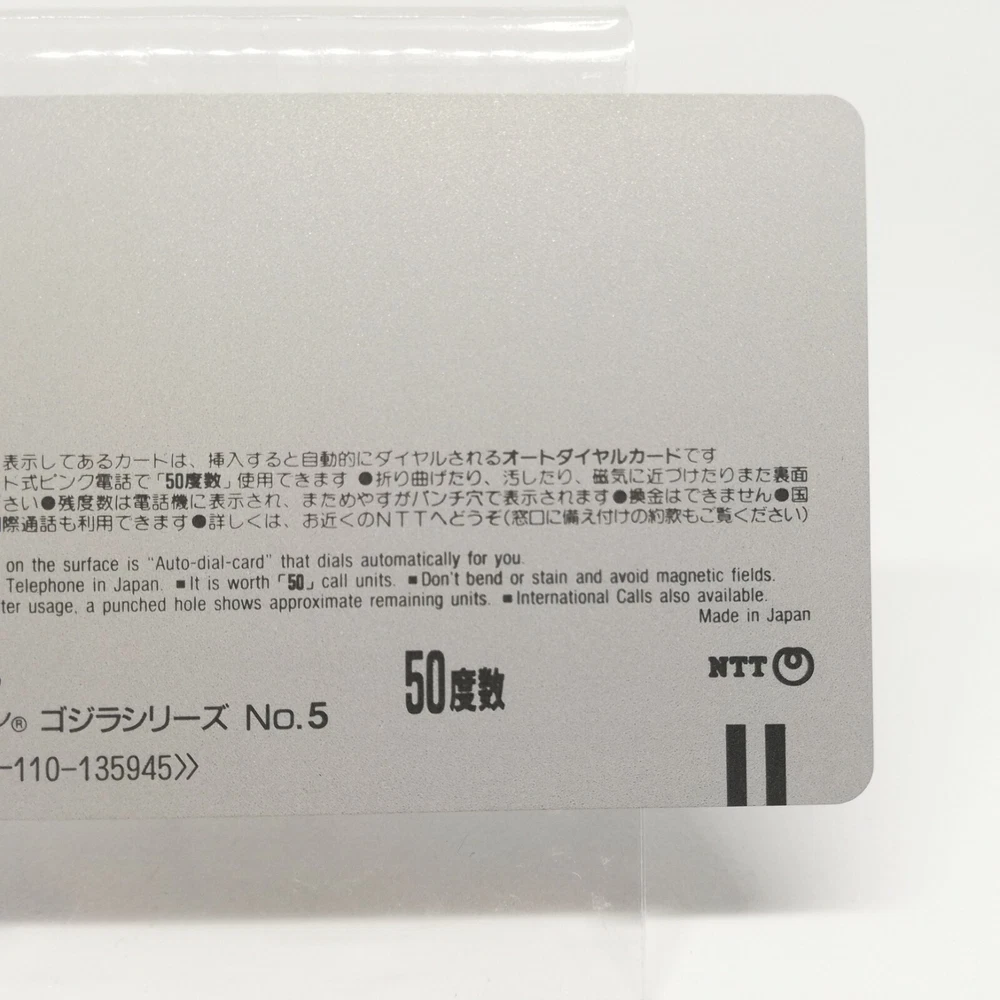 表示してあるカードは、挿入すると自動的にダイヤルされるオートダイヤルカードです
ド式ピンク電話で「50度数」使用できます ●折り曲げたり、汚したり、磁気に近づけたりまた裏面
さい●残度数は電話機に表示され、まためやすがパンチ穴で表示されます●換金はできません●国
際通話も利用できます●詳しくは、お近くのNTTへどうぞ(窓口に備え付けの約款もご覧ください)
on the surface is "Auto-dial-card" that dials automatically for you.
Telephone in Japan. ■It is worth「50」call units. ■Don't bend or stain and avoid magnetic fields.
ter usage, a punched hole shows approximate remaining units. ■International Calls also available.
Made in Japan
50度数
NTT
ン® ゴジラシリーズ No.5
-110-135945》